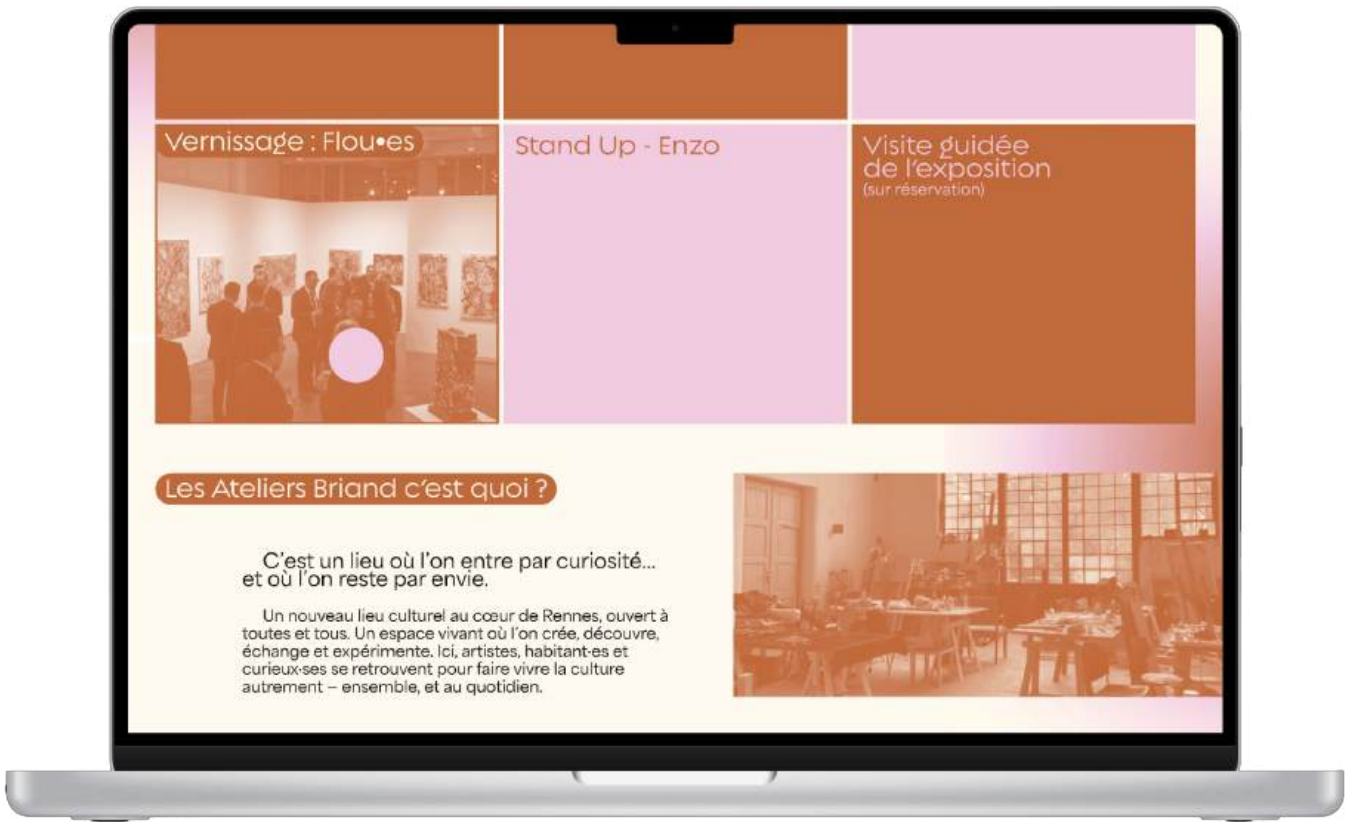 Vernissage : Flou•es
Stand Up - Enzo
Visite guidée
de l'exposition
(sur réservation)
Les Ateliers Briand c'est quoi ?
C'est un lieu où l'on entre par curiosité...
et où l'on reste par envie.
Un nouveau lieu culturel au cœur de Rennes, ouvert à
toutes et tous. Un espace vivant où l'on crée, découvre,
échange et expérimente. Ici, artistes, habitant·es et
curieux·ses se retrouvent pour faire vivre la culture
autrement – ensemble, et au quotidien.